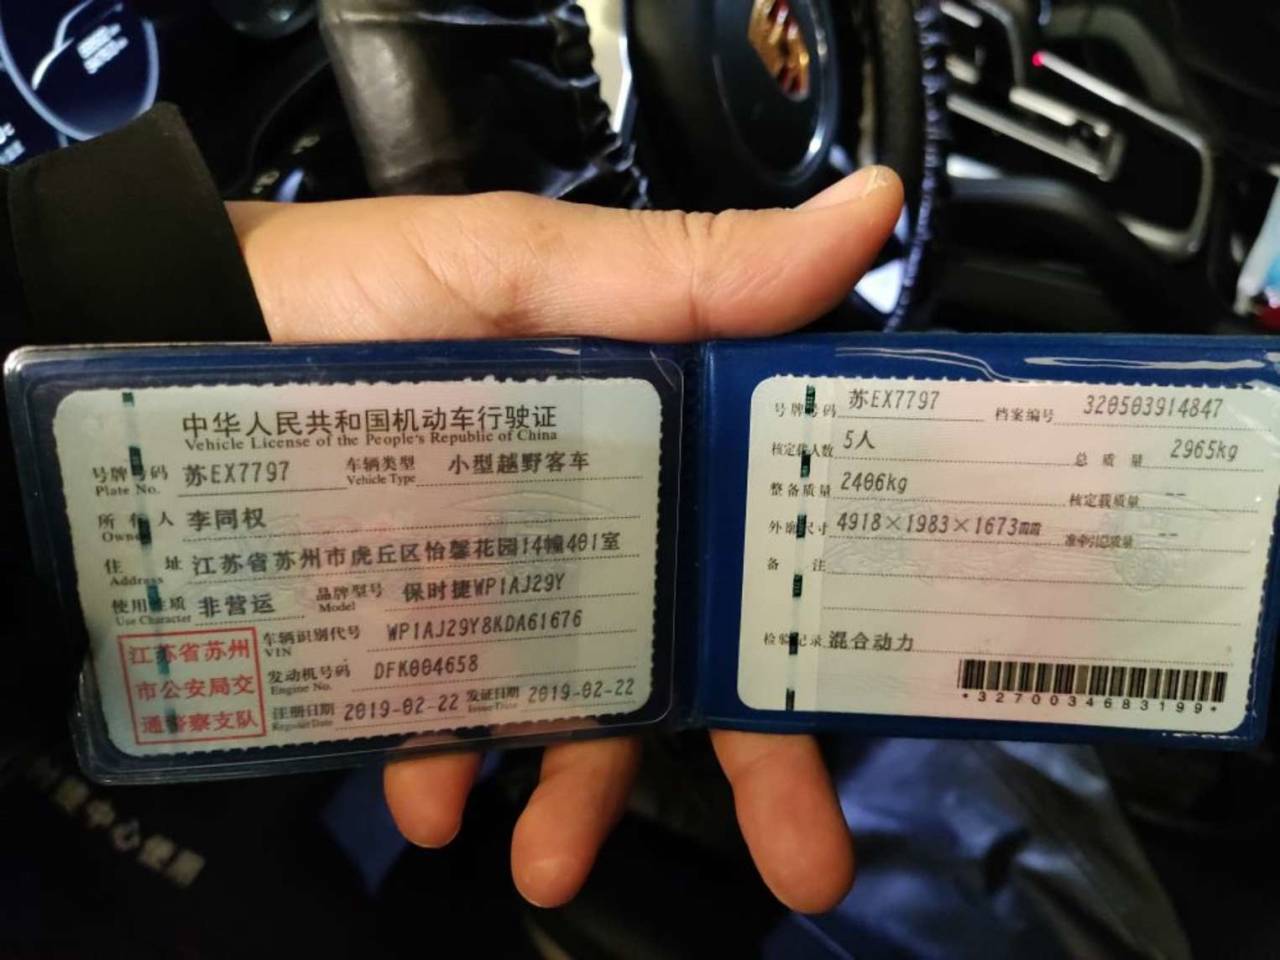 中华人民共和国机动车行驶证
Vehicle License of the People's Republic of China
号牌号码 苏EX7797 车辆类型 小型越野客车
Plate No. Vehicle Type
所有人 李同权
Owner
住址 江苏省苏州市虎丘区怡馨花园14幢401室
Address
使用性质 非营运 品牌型号 保时捷WP1AJ29Y
Use Character Model
江苏省苏州
市公安局交
通警察支队
车辆识别代号 WP1AJ29Y8KDA61676
VIN
发动机号码 DFK004658
Engine No.
注册日期 2019-02-22 发证日期 2019-02-22
Register Date Issue Date
号牌号码 苏EX7797 档案编号 320503914847
核定载人数 5人 总质量 2965kg
整备质量 2406kg 核定载质量 --
外廓尺寸 4918×1983×1673 准牵引总质量 --
备注
检验记录 混合动力
*3270034683199*